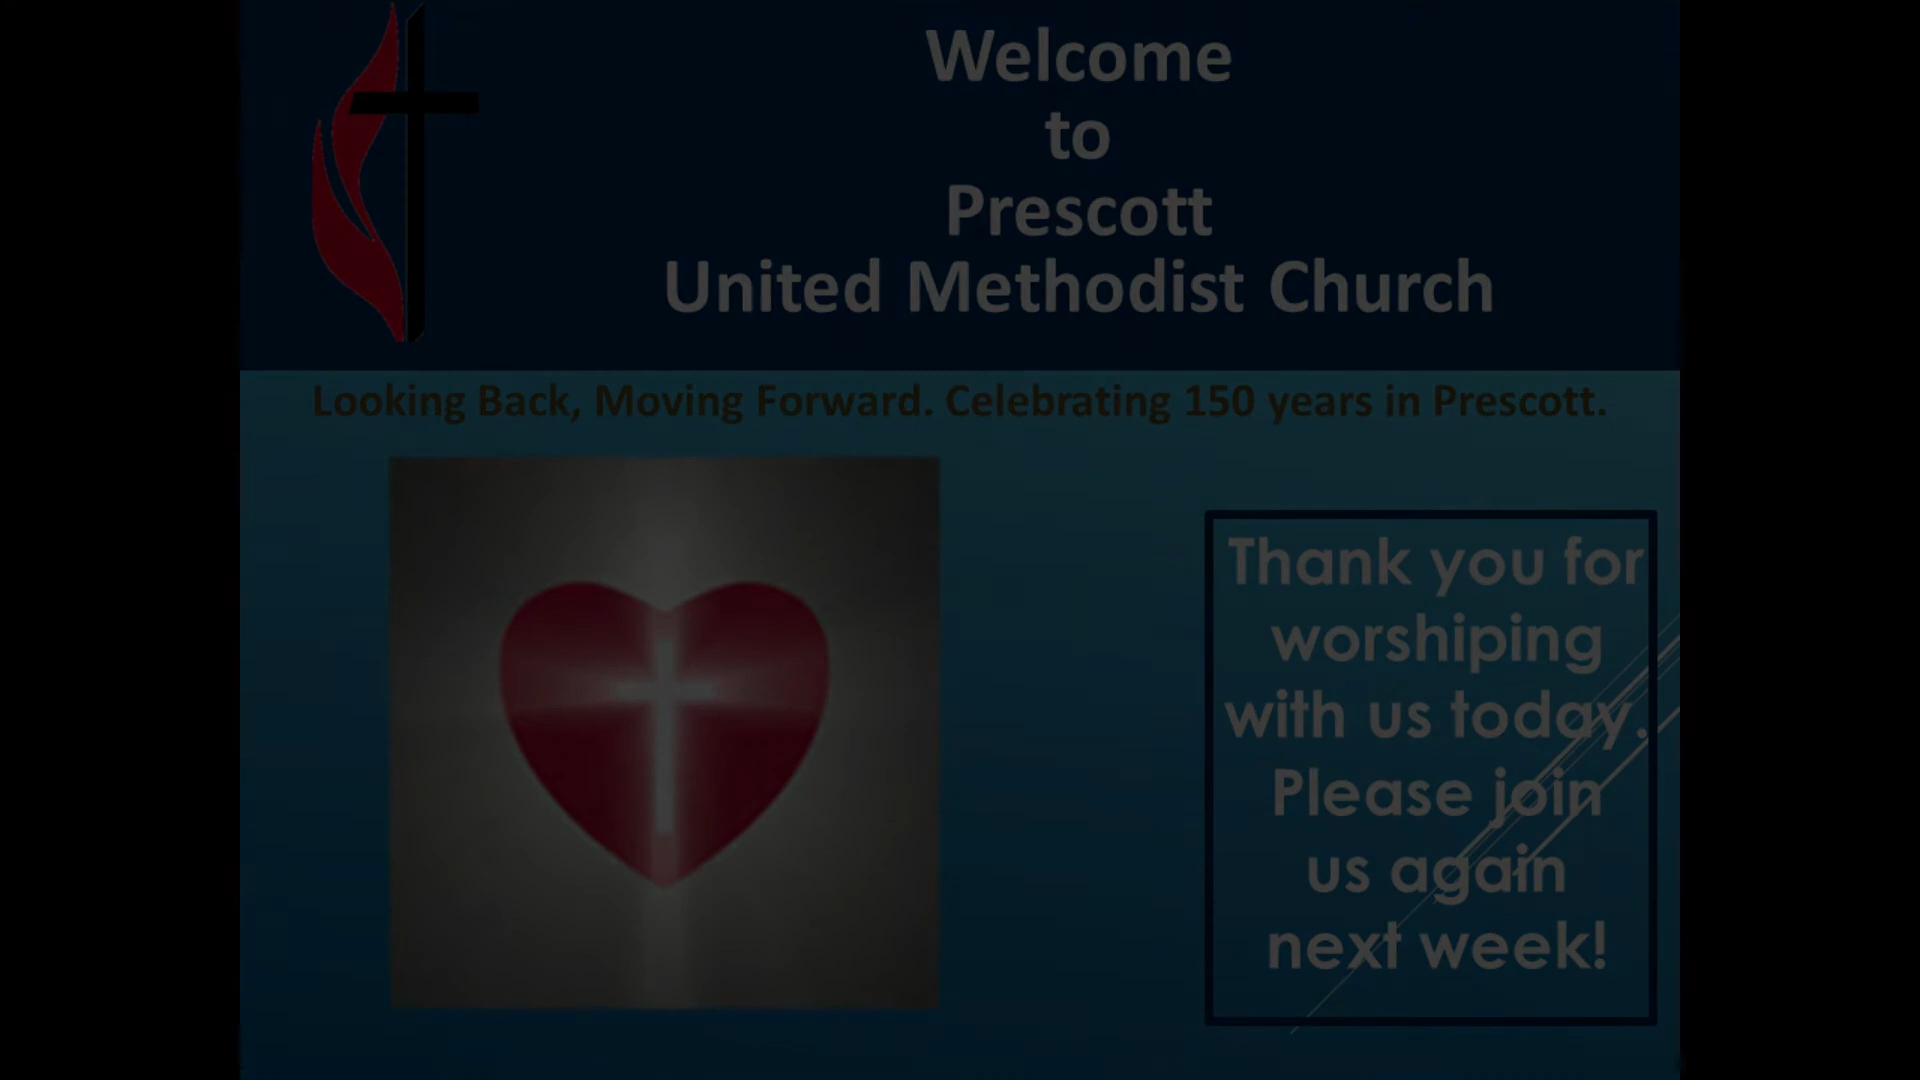 Welcome
to
Prescott
United Methodist Church
Looking Back, Moving Forward. Celebrating 150 years in Prescott.
Thank you for
worshiping
with us today.
Please join
us again
next week!